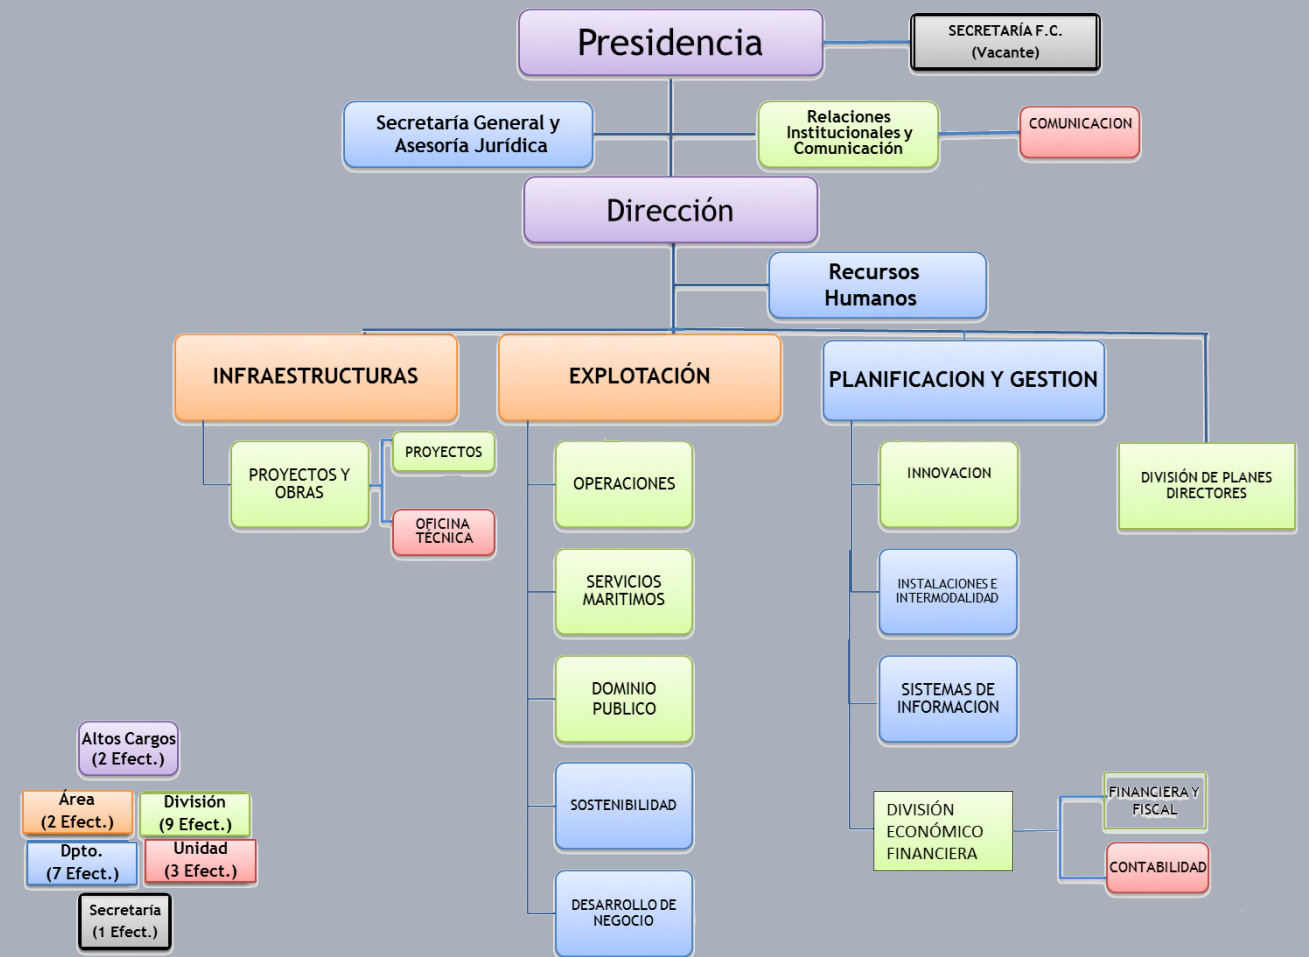 Presidencia
SECRETARÍA F.C.
(Vacante)
Secretaría General y
Asesoría Jurídica
Relaciones
Institucionales y
Comunicación
COMUNICACION
Dirección
Recursos
Humanos
INFRAESTRUCTURAS
EXPLOTACIÓN
PLANIFICACION Y GESTION
PROYECTOS Y
OBRAS
PROYECTOS
OFICINA
TÉCNICA
OPERACIONES
INNOVACION
DIVISIÓN DE PLANES
DIRECTORES
SERVICIOS
MARITIMOS
INSTALACIONES E
INTERMODALIDAD
DOMINIO
PUBLICO
SISTEMAS DE
INFORMACION
SOSTENIBILIDAD
DIVISIÓN
ECONÓMICO
FINANCIERA
FINANCIERA Y
FISCAL
CONTABILIDAD
DESARROLLO DE
NEGOCIO
Altos Cargos
(2 Efect.)
Área
(2 Efect.)
División
(9 Efect.)
Dpto.
(7 Efect.)
Unidad
(3 Efect.)
Secretaría
(1 Efect.)